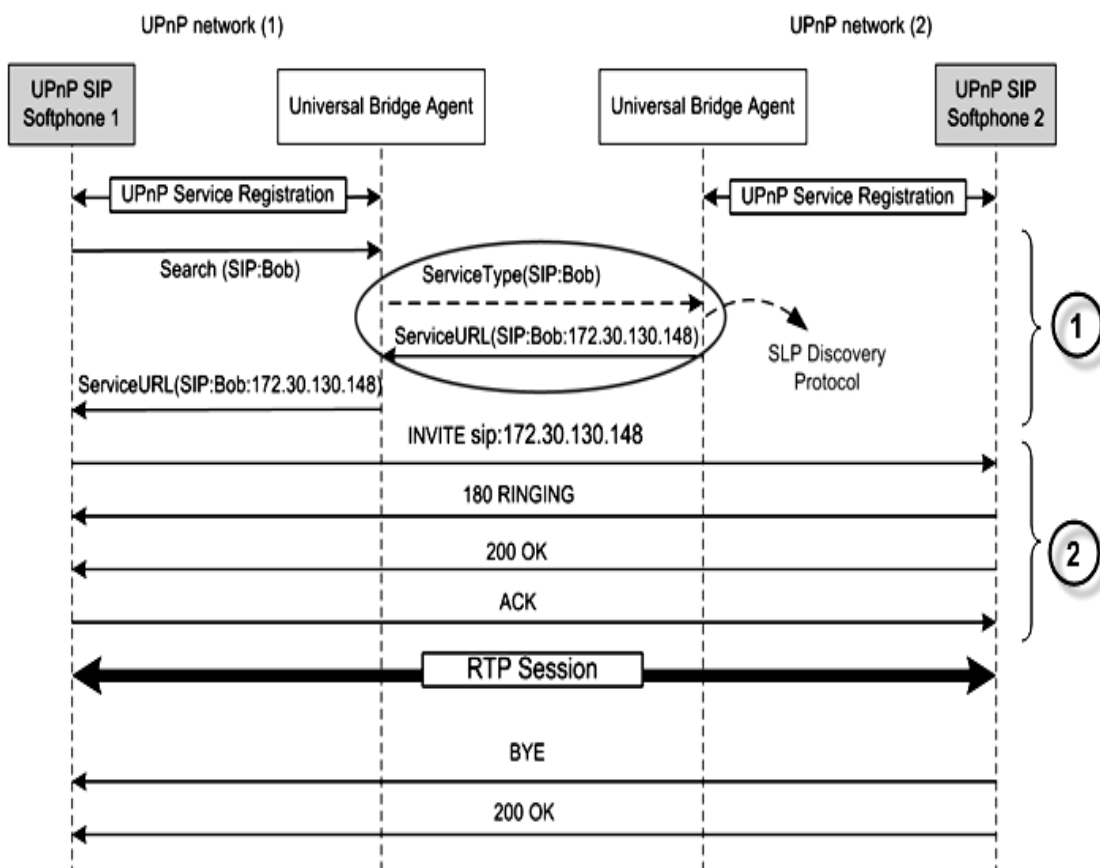 UPnP network (1)
UPnP network (2)
UPnP SIP
Softphone 1
Universal Bridge Agent
Universal Bridge Agent
UPnP SIP
Softphone 2
UPnP Service Registration
UPnP Service Registration
Search (SIP:Bob)
ServiceType(SIP:Bob)
ServiceURL(SIP:Bob:172.30.130.148)
SLP Discovery
Protocol
1
ServiceURL(SIP:Bob:172.30.130.148)
INVITE sip:172.30.130.148
180 RINGING
200 OK
2
ACK
RTP Session
BYE
200 OK